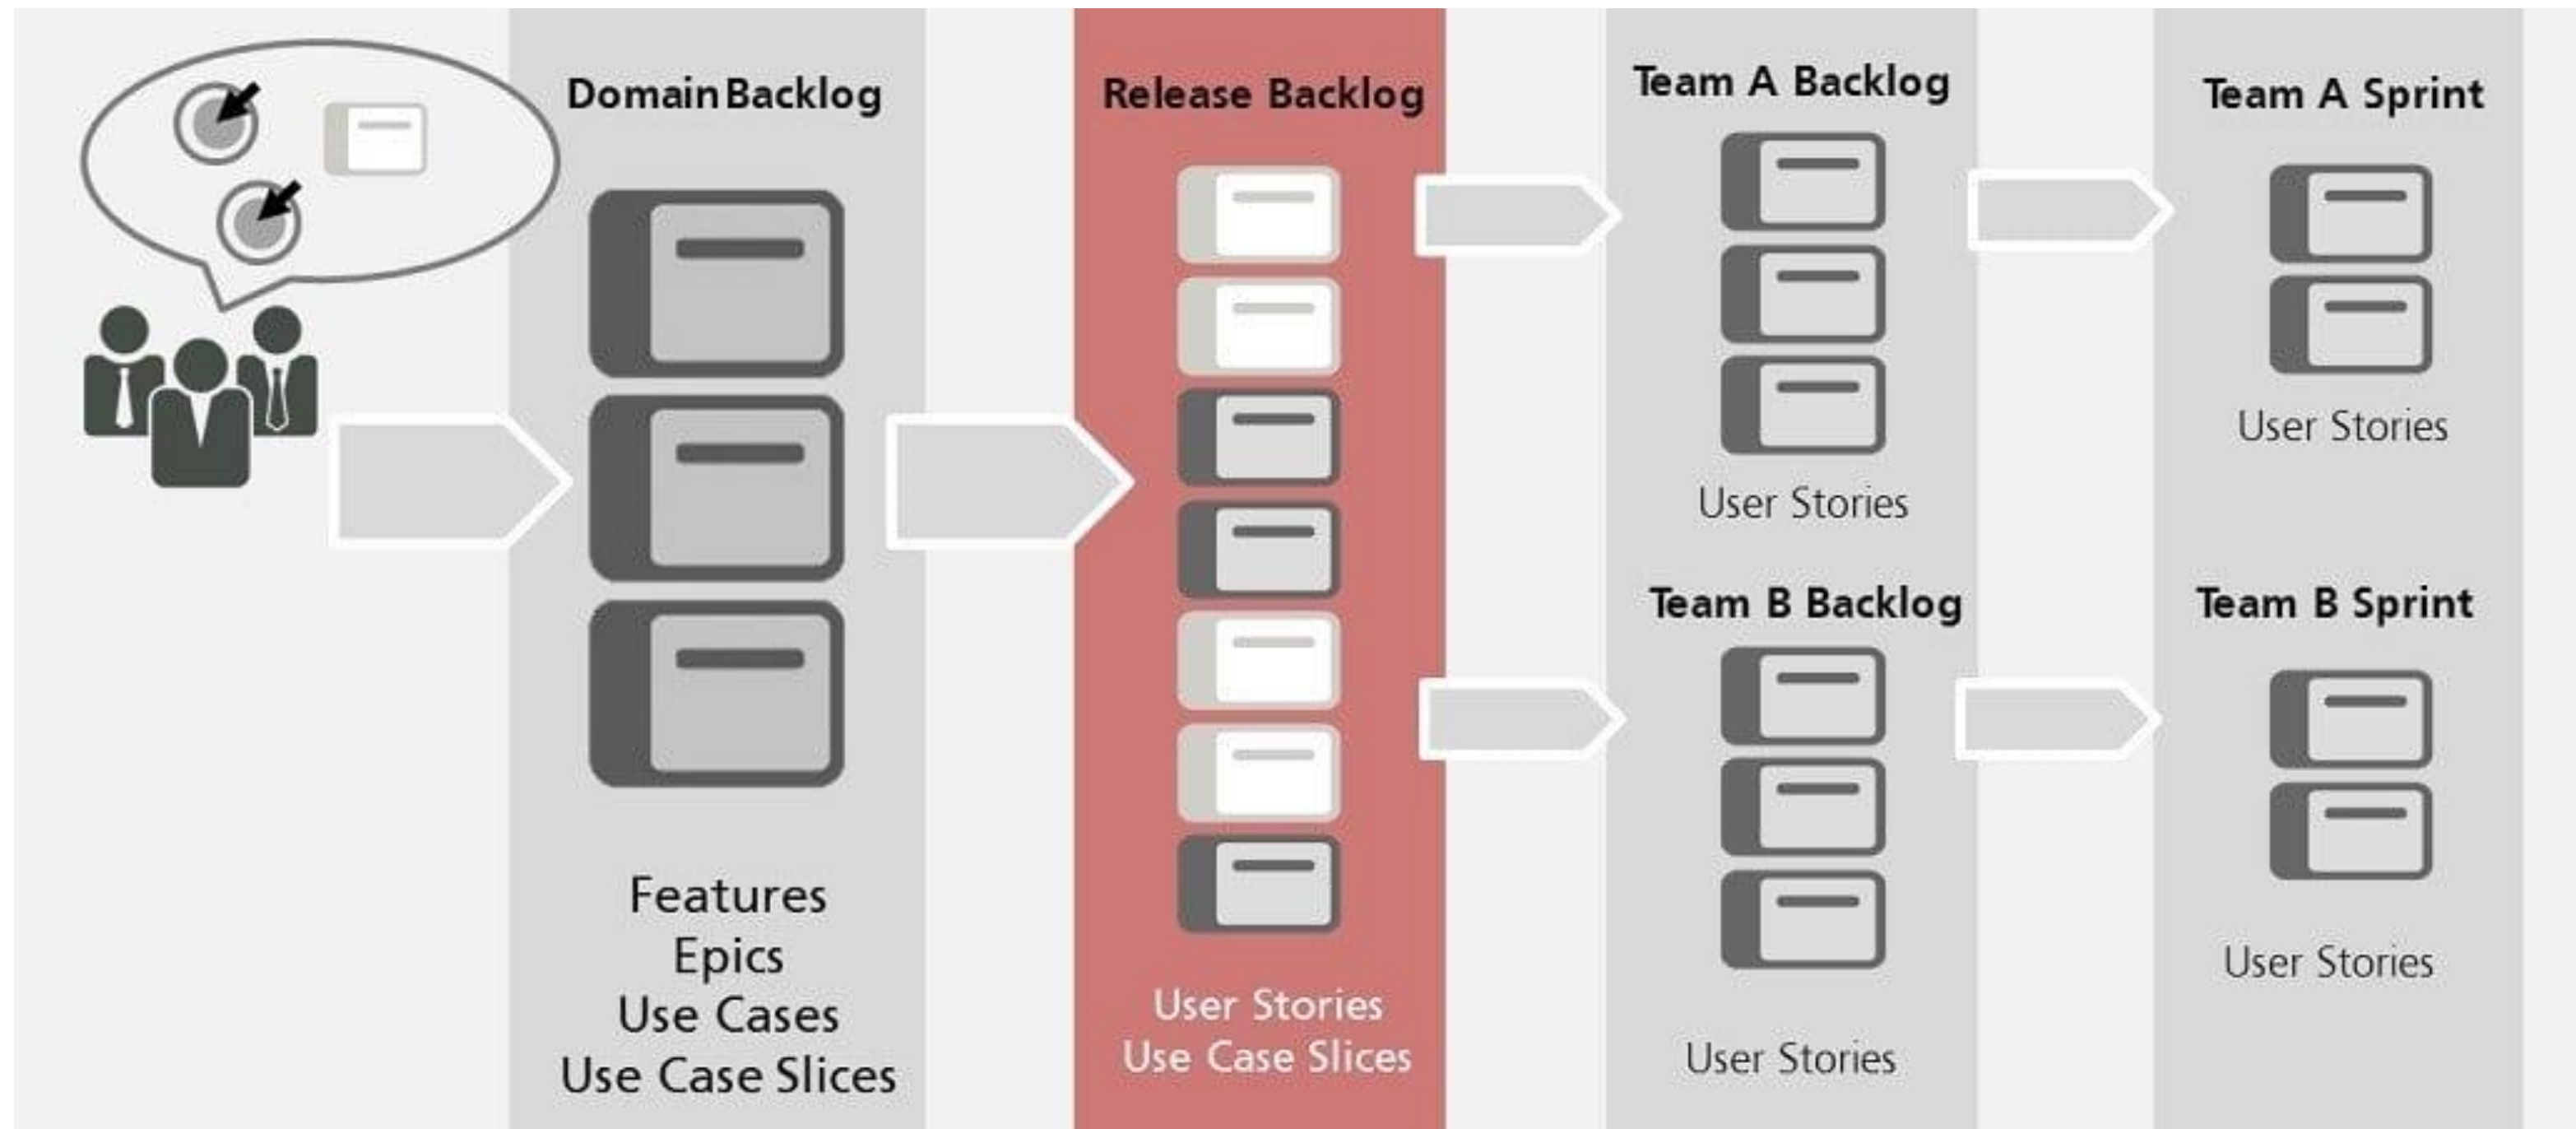 Domain Backlog
Features
Epics
Use Cases
Use Case Slices
Release Backlog
User Stories
Use Case Slices
Team A Backlog
User Stories
Team B Backlog
User Stories
Team A Sprint
User Stories
Team B Sprint
User Stories